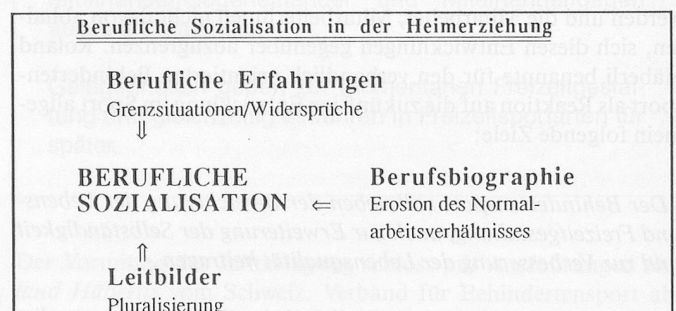 Berufliche Sozialisation in der Heimerziehung
Berufliche Erfahrungen
Grenzsituationen/Widersprüche
⇓
BERUFLICHE
SOZIALISATION ⇐
Berufsbiographie
Erosion des Normal-
arbeitsverhältnisses
⇑
Leitbilder
Pluralisierung